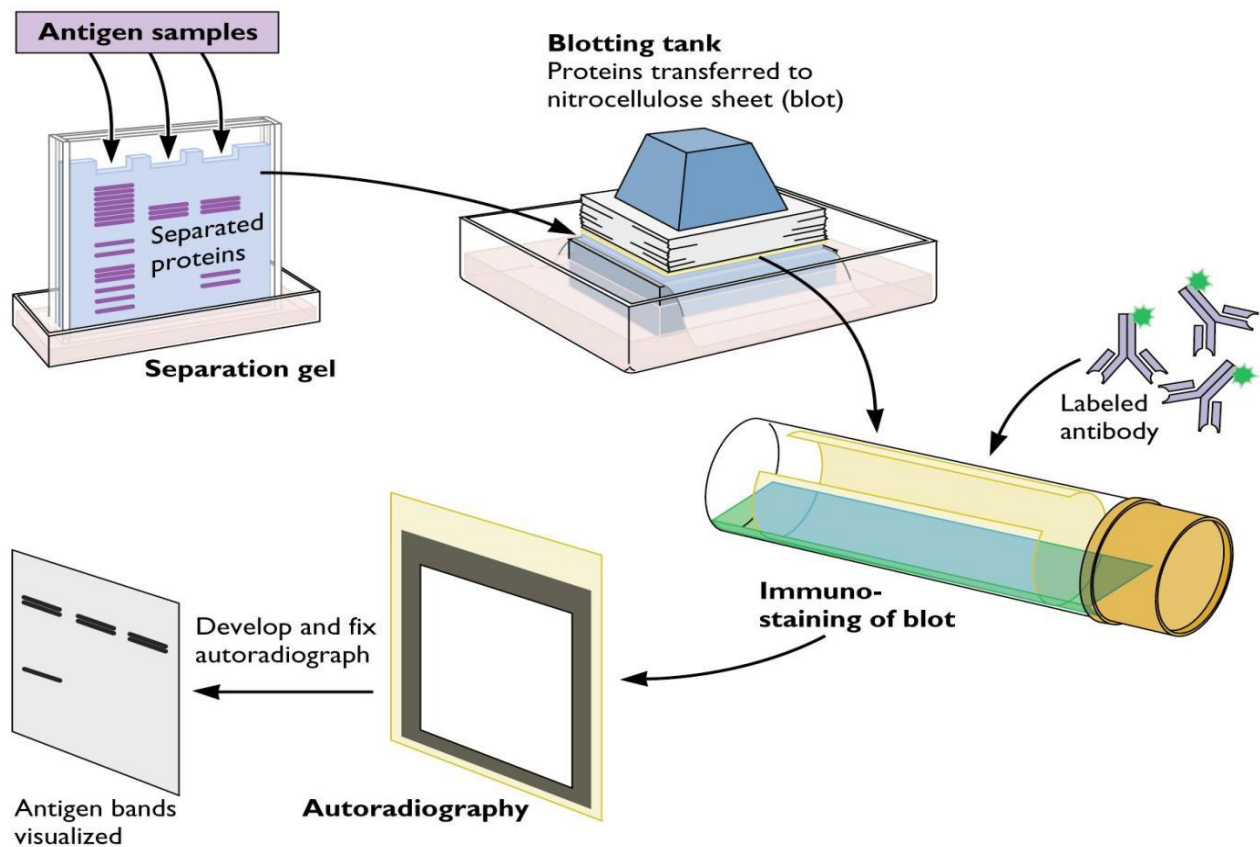 Antigen samples
Blotting tank
Proteins transferred to
nitrocellulose sheet (blot)
Separated
proteins
Separation gel
Labeled
antibody
Immuno-
staining of blot
Develop and fix
autoradiograph
Autoradiography
Antigen bands
visualized